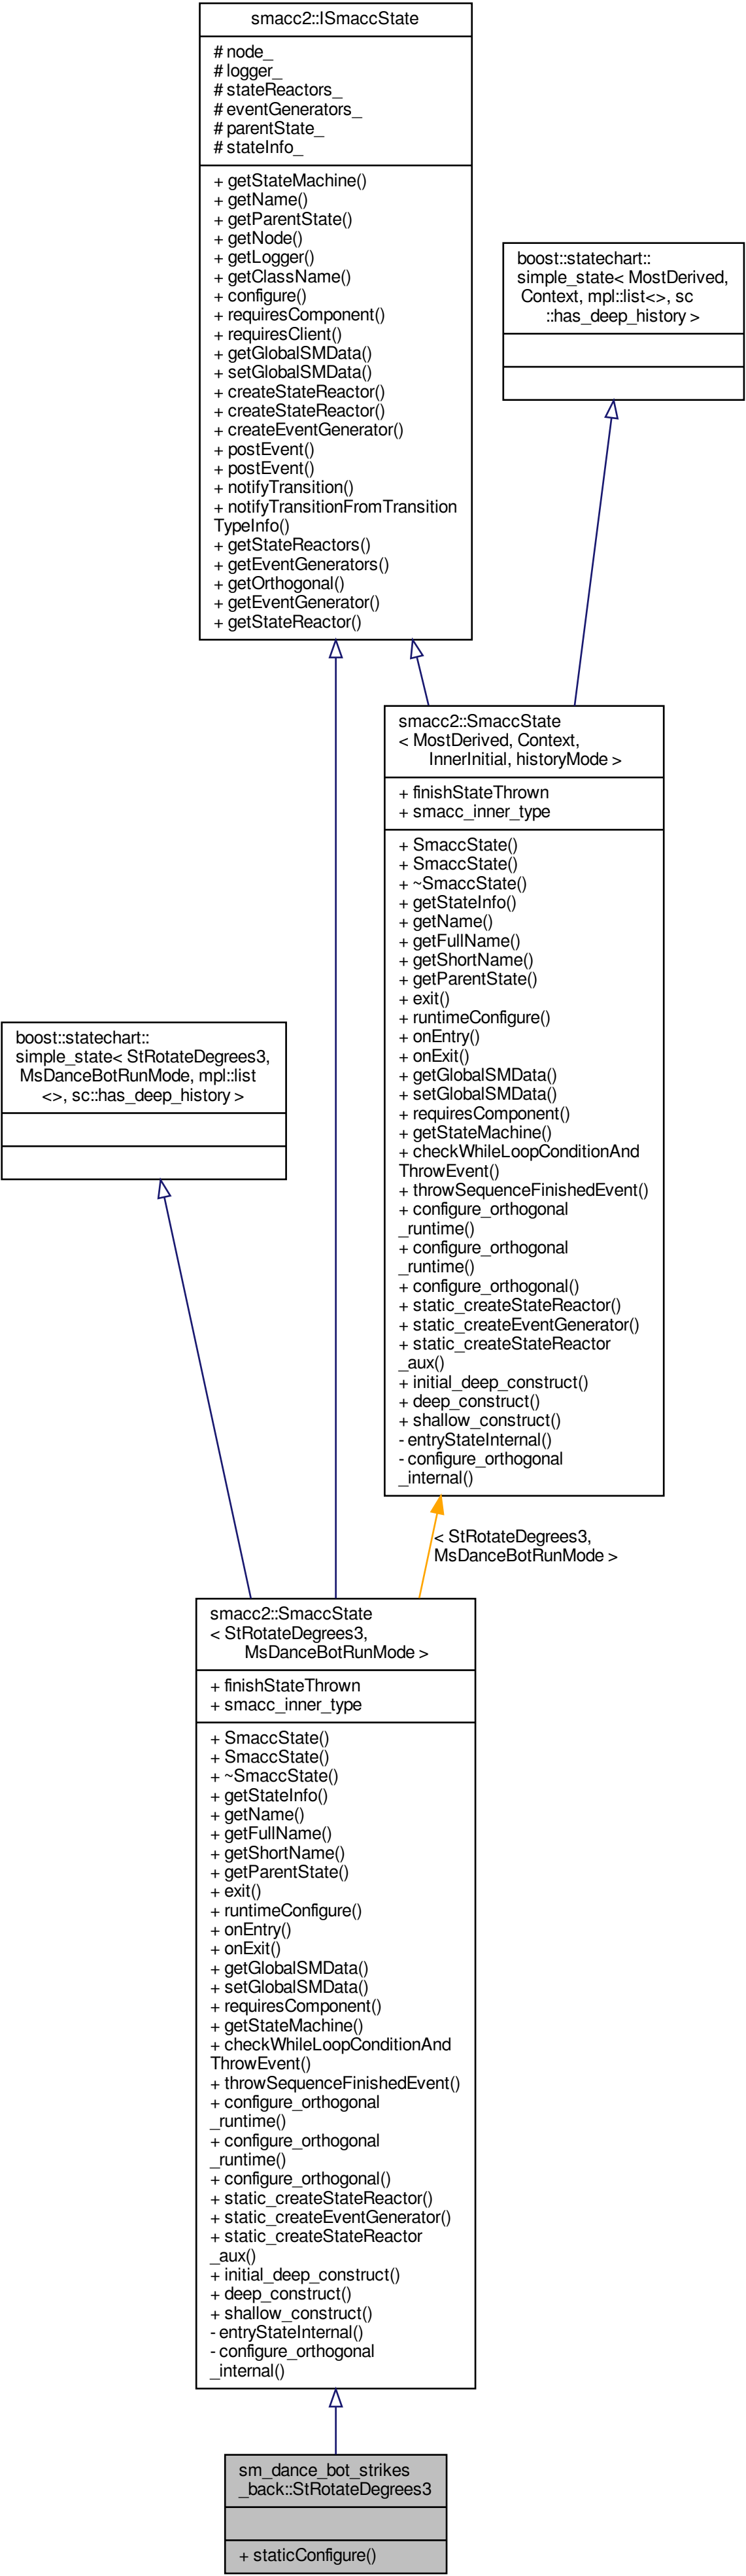 smacc2::ISmaccState
# node_
# logger_
# stateReactors_
# eventGenerators_
# parentState_
# stateInfo_
+ getStateMachine()
+ getName()
+ getParentState()
+ getNode()
+ getLogger()
+ getClassName()
+ configure()
+ requiresComponent()
+ requiresClient()
+ getGlobalSMData()
+ setGlobalSMData()
+ createStateReactor()
+ createStateReactor()
+ createEventGenerator()
+ postEvent()
+ postEvent()
+ notifyTransition()
+ notifyTransitionFromTransition
TypeInfo()
+ getStateReactors()
+ getEventGenerators()
+ getOrthogonal()
+ getEventGenerator()
+ getStateReactor()
boost::statechart::
simple_state< MostDerived,
Context, mpl::list<>, sc
::has_deep_history >
smacc2::SmaccState
< MostDerived, Context,
InnerInitial, historyMode >
+ finishStateThrown
+ smacc_inner_type
+ SmaccState()
+ SmaccState()
+ ~SmaccState()
+ getStateInfo()
+ getName()
+ getFullName()
+ getShortName()
+ getParentState()
+ exit()
+ runtimeConfigure()
+ onEntry()
+ onExit()
+ getGlobalSMData()
+ setGlobalSMData()
+ requiresComponent()
+ getStateMachine()
+ checkWhileLoopConditionAnd
ThrowEvent()
+ throwSequenceFinishedEvent()
+ configure_orthogonal
_runtime()
+ configure_orthogonal
_runtime()
+ configure_orthogonal()
+ static_createStateReactor()
+ static_createEventGenerator()
+ static_createStateReactor
_aux()
+ initial_deep_construct()
+ deep_construct()
+ shallow_construct()
- entryStateInternal()
- configure_orthogonal
_internal()
boost::statechart::
simple_state< StRotateDegrees3,
MsDanceBotRunMode, mpl::list
<>, sc::has_deep_history >
< StRotateDegrees3,
MsDanceBotRunMode >
smacc2::SmaccState
< StRotateDegrees3,
MsDanceBotRunMode >
+ finishStateThrown
+ smacc_inner_type
+ SmaccState()
+ SmaccState()
+ ~SmaccState()
+ getStateInfo()
+ getName()
+ getFullName()
+ getShortName()
+ getParentState()
+ exit()
+ runtimeConfigure()
+ onEntry()
+ onExit()
+ getGlobalSMData()
+ setGlobalSMData()
+ requiresComponent()
+ getStateMachine()
+ checkWhileLoopConditionAnd
ThrowEvent()
+ throwSequenceFinishedEvent()
+ configure_orthogonal
_runtime()
+ configure_orthogonal
_runtime()
+ configure_orthogonal()
+ static_createStateReactor()
+ static_createEventGenerator()
+ static_createStateReactor
_aux()
+ initial_deep_construct()
+ deep_construct()
+ shallow_construct()
- entryStateInternal()
- configure_orthogonal
_internal()
sm_dance_bot_strikes
_back::StRotateDegrees3
+ staticConfigure()